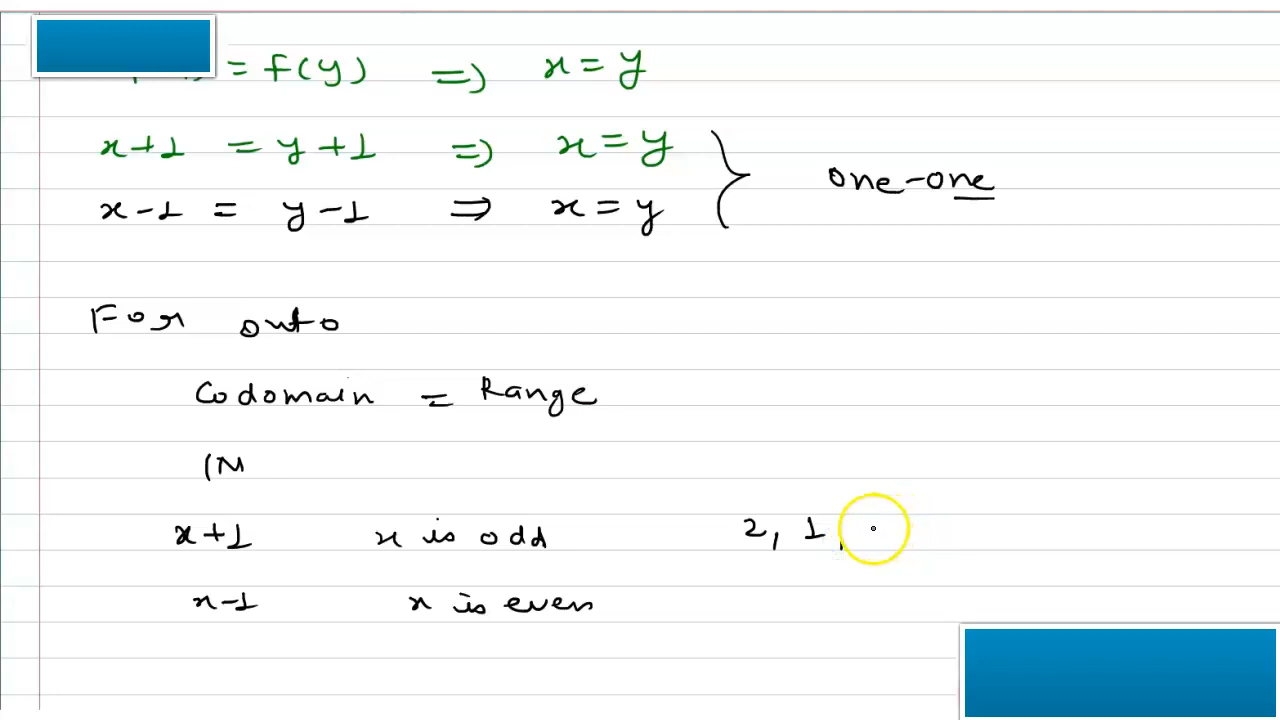 = f(y) => x = y
x+1 = y+1 => x = y
x-1 = y-1 => x = y
one-one
For onto
Codomain = Range
IN
x+1 x is odd 2, 1,
x-1 x is even